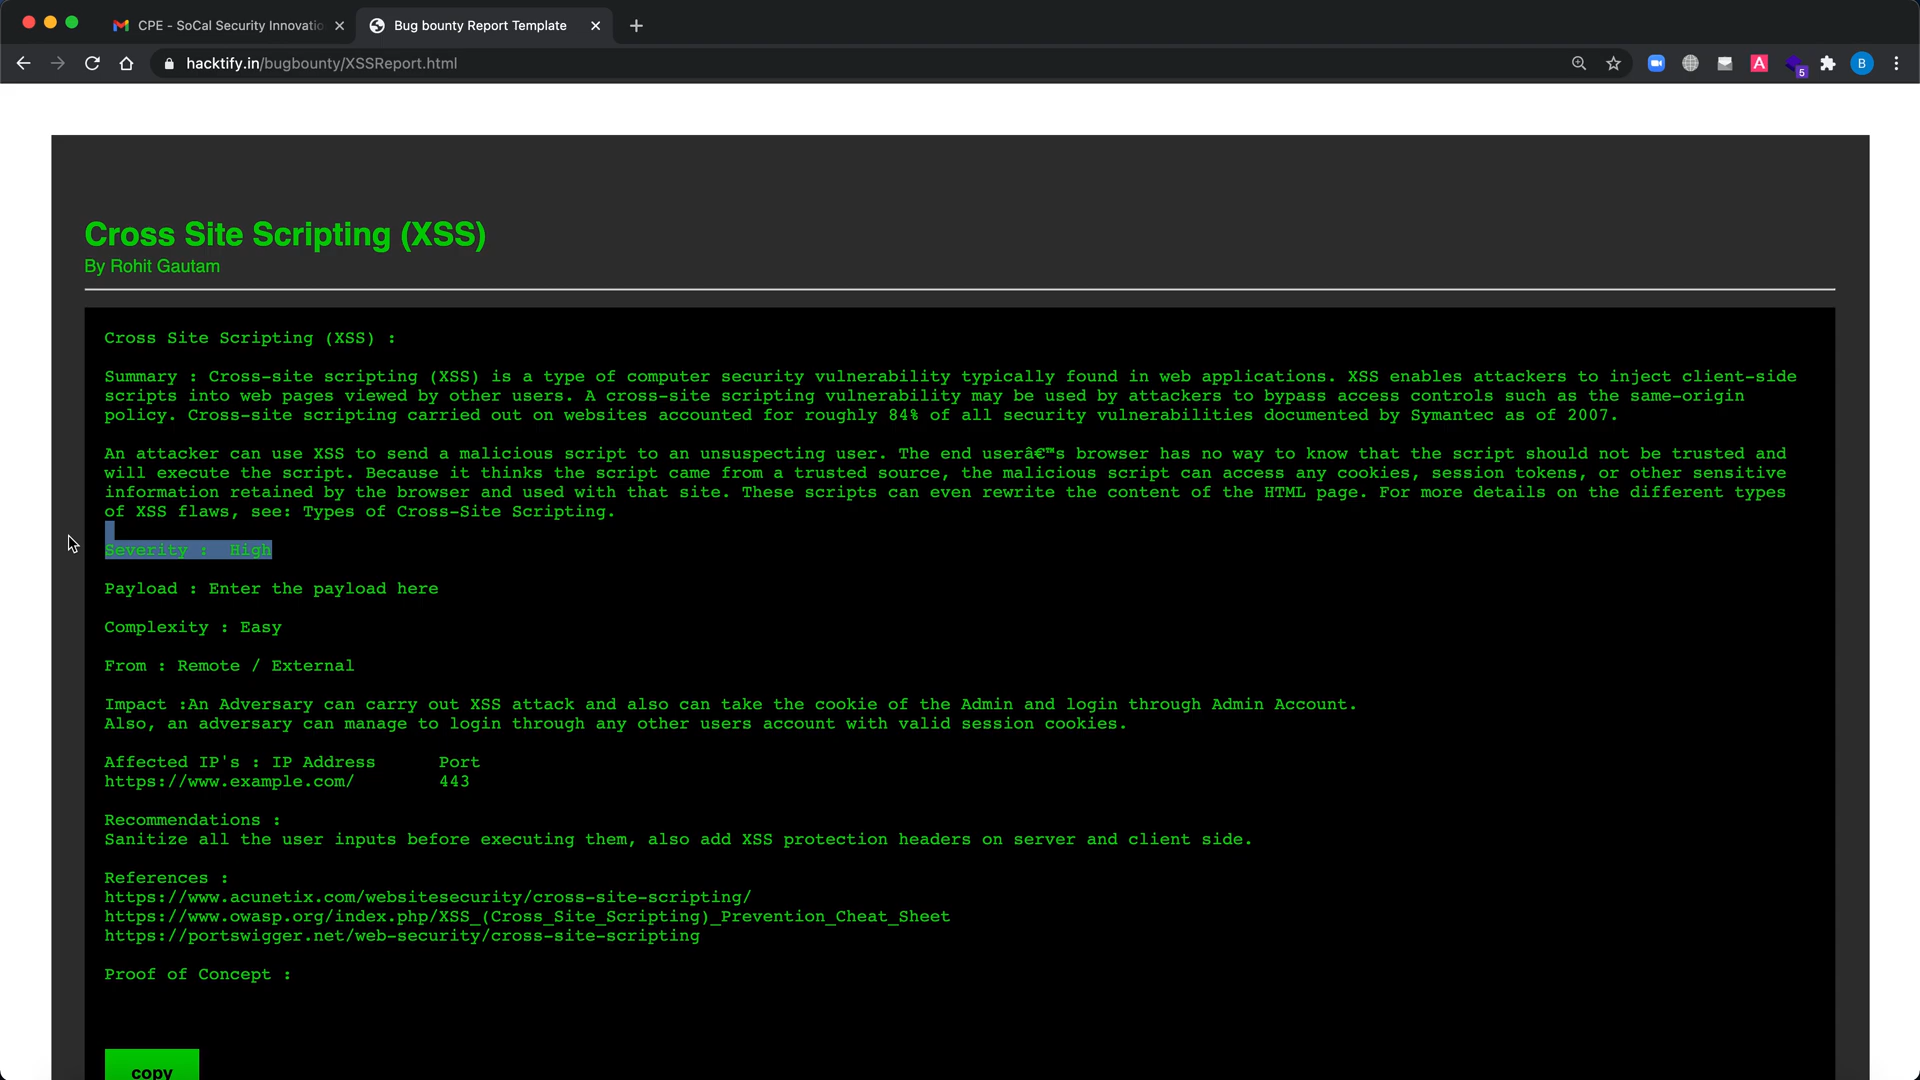 CPE - SoCal Security Innovatio
Bug bounty Report Template
hacktify.in/bugbounty/XSSReport.html
A
5
B
Cross Site Scripting (XSS)
By Rohit Gautam
Cross Site Scripting (XSS) :
Summary : Cross-site scripting (XSS) is a type of computer security vulnerability typically found in web applications. XSS enables attackers to inject client-side
scripts into web pages viewed by other users. A cross-site scripting vulnerability may be used by attackers to bypass access controls such as the same-origin
policy. Cross-site scripting carried out on websites accounted for roughly 84% of all security vulnerabilities documented by Symantec as of 2007.
An attacker can use XSS to send a malicious script to an unsuspecting user. The end userâ€™s browser has no way to know that the script should not be trusted and
will execute the script. Because it thinks the script came from a trusted source, the malicious script can access any cookies, session tokens, or other sensitive
information retained by the browser and used with that site. These scripts can even rewrite the content of the HTML page. For more details on the different types
of XSS flaws, see: Types of Cross-Site Scripting.
Severity :  High
Payload : Enter the payload here
Complexity : Easy
From : Remote / External
Impact :An Adversary can carry out XSS attack and also can take the cookie of the Admin and login through Admin Account.
Also, an adversary can manage to login through any other users account with valid session cookies.
Affected IP's : IP Address      Port
https://www.example.com/        443
Recommendations :
Sanitize all the user inputs before executing them, also add XSS protection headers on server and client side.
References :
https://www.acunetix.com/websitesecurity/cross-site-scripting/
https://www.owasp.org/index.php/XSS_(Cross_Site_Scripting)_Prevention_Cheat_Sheet
https://portswigger.net/web-security/cross-site-scripting
Proof of Concept :
copy